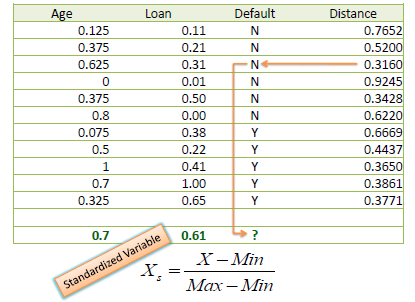 Age Loan Default Distance
0.125 0.11 N 0.7652
0.375 0.21 N 0.5200
0.625 0.31 N 0.3160
0 0.01 N 0.9245
0.375 0.50 N 0.3428
0.8 0.00 N 0.6220
0.075 0.38 Y 0.6669
0.5 0.22 Y 0.4437
1 0.41 Y 0.3650
0.7 1.00 Y 0.3861
0.325 0.65 Y 0.3771
0.7 0.61 ?
Standardized Variable
Xs = X − Min / Max − Min